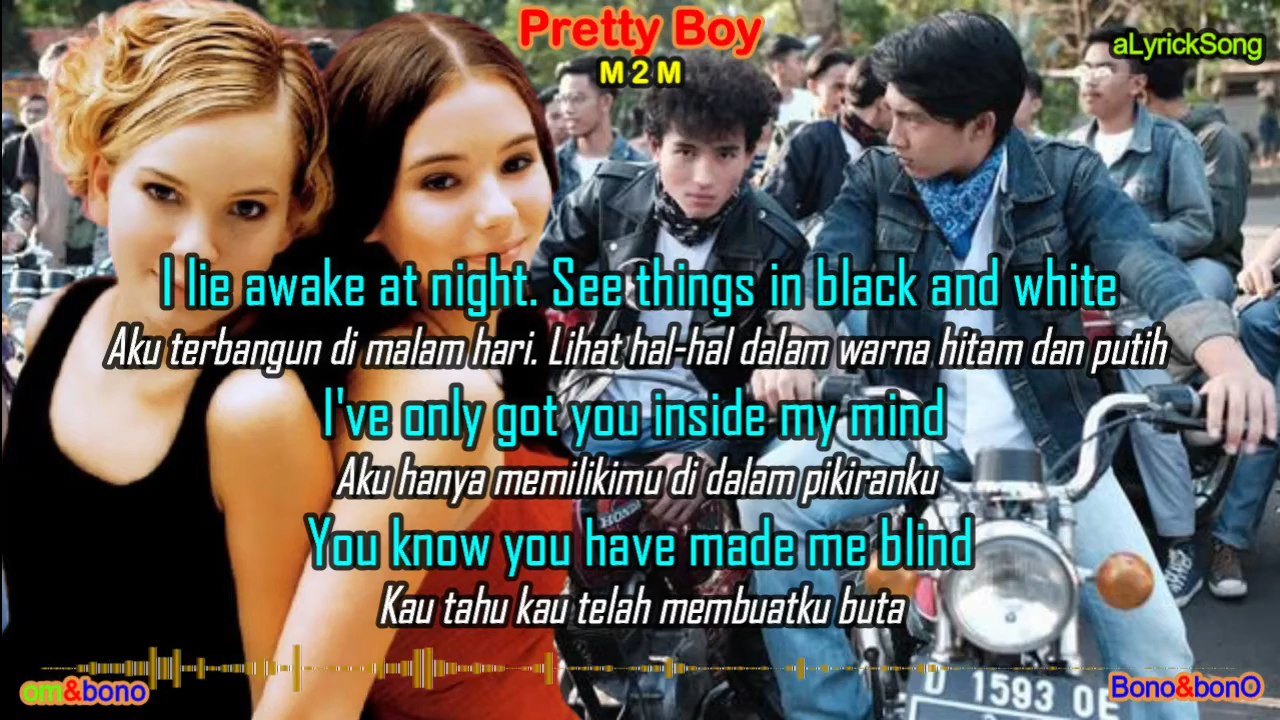 Pretty Boy
M 2 M
aLyrickSong
I lie awake at night. See things in black and white
Aku terbangun di malam hari. Lihat hal-hal dalam warna hitam dan putih
I've only got you inside my mind
Aku hanya memilikimu di dalam pikiranku
HONDA
You know you have made me blind
Kau tahu kau telah membuatku buta
om&bono
D 1593 OE
Bono&bonO